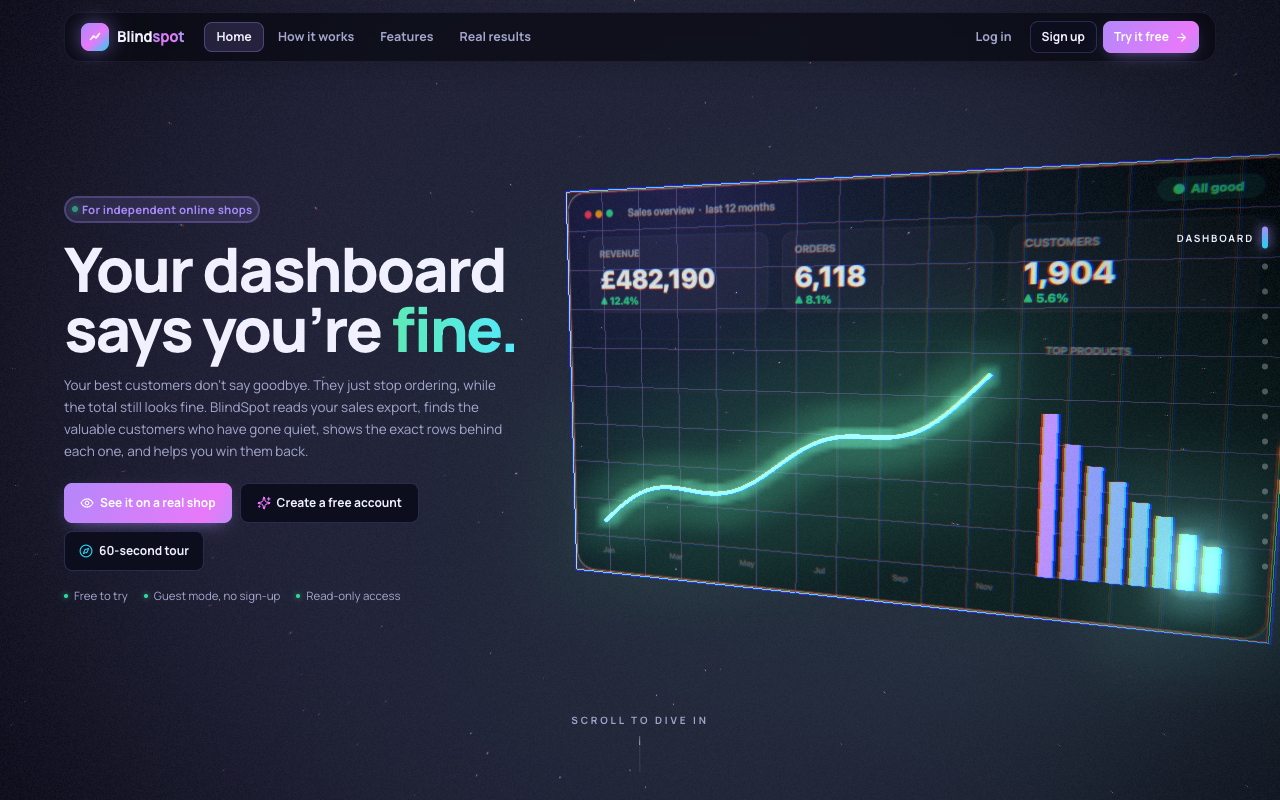 Blindspot
Home
How it works
Features
Real results
Log in
Sign up
Try it free
For independent online shops
Your dashboard
says you’re fine.
Your best customers don’t say goodbye. They just stop ordering, while
the total still looks fine. BlindSpot reads your sales export, finds the
valuable customers who have gone quiet, shows the exact rows behind
each one, and helps you win them back.
See it on a real shop
Create a free account
60-second tour
Free to try
Guest mode, no sign-up
Read-only access
Sales overview · last 12 months
All good
REVENUE
£482,190
▲ 12.4%
ORDERS
6,118
▲ 8.1%
CUSTOMERS
1,904
▲ 5.6%
DASHBOARD
TOP PRODUCTS
Jan
Mar
May
Jul
Sep
Nov
SCROLL TO DIVE IN